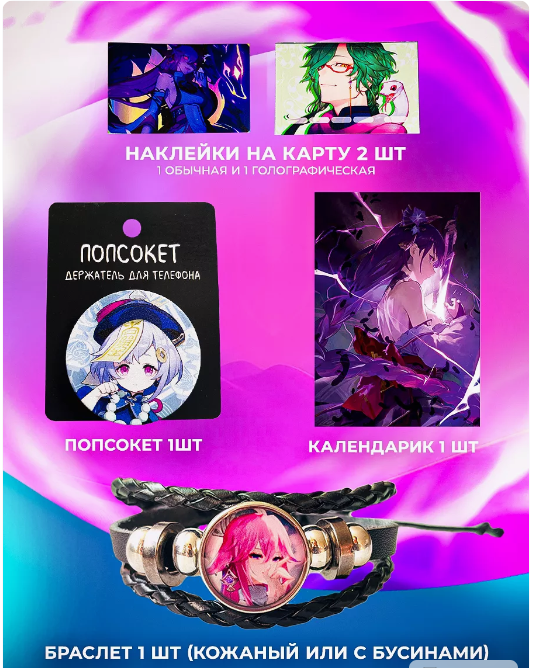 НАКЛЕЙКИ НА КАРТУ 2 ШТ
1 ОБЫЧНАЯ И 1 ГОЛОГРАФИЧЕСКАЯ
ПОПСОКЕТ
ДЕРЖАТЕЛЬ ДЛЯ ТЕЛЕФОНА
ПОПСОКЕТ 1ШТ
КАЛЕНДАРИК 1 ШТ
БРАСЛЕТ 1 ШТ (КОЖАНЫЙ ИЛИ С БУСИНАМИ)